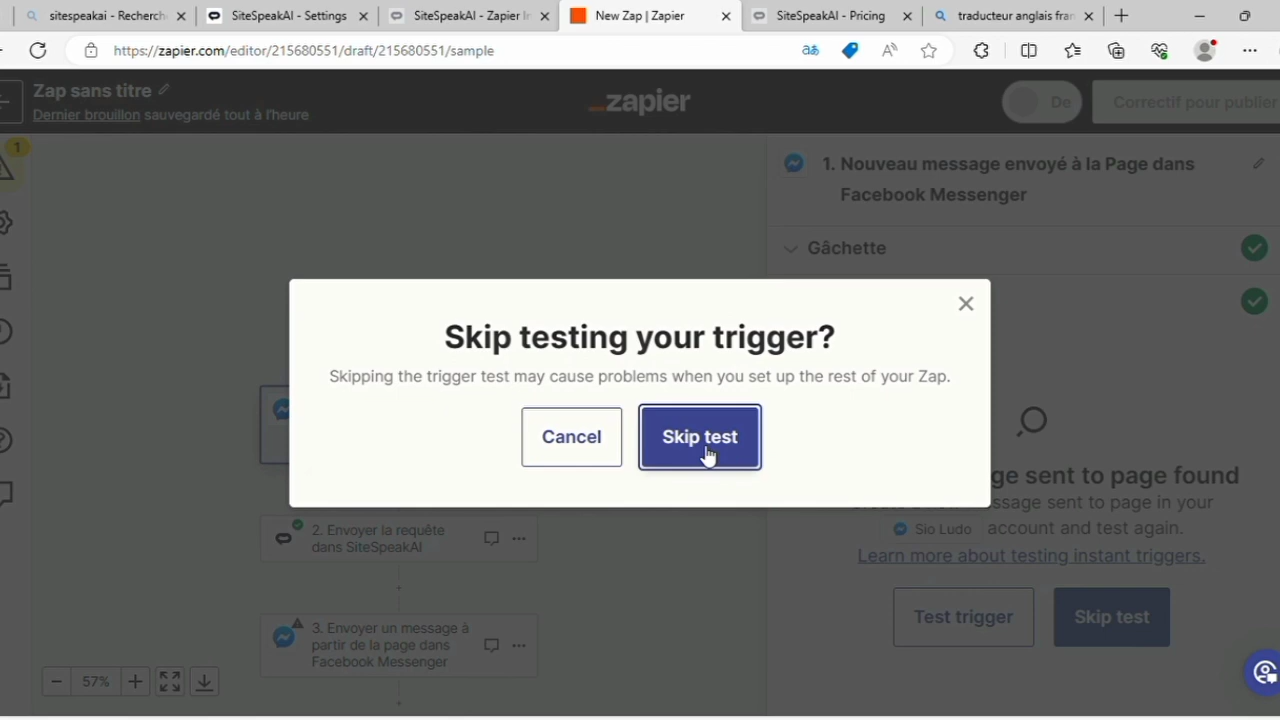 sitespeakai - Recherch
SiteSpeakAI - Settings
SiteSpeakAI - Zapier In
New Zap | Zapier
SiteSpeakAI - Pricing
traducteur anglais fran
https://zapier.com/editor/215680551/draft/215680551/sample
Zap sans titre
Dernier brouillon sauvegardé tout à l'heure
zapier
De
Correctif pour publier
1
1. Nouveau message envoyé à la Page dans
Facebook Messenger
Gâchette
Skip testing your trigger?
Skipping the trigger test may cause problems when you set up the rest of your Zap.
Cancel
Skip test
ge sent to page found
ssage sent to page in your
Sio Ludo account and test again.
Learn more about testing instant triggers.
Test trigger
Skip test
2. Envoyer la requête
dans SiteSpeakAI
3. Envoyer un message à
partir de la page dans
Facebook Messenger
57%